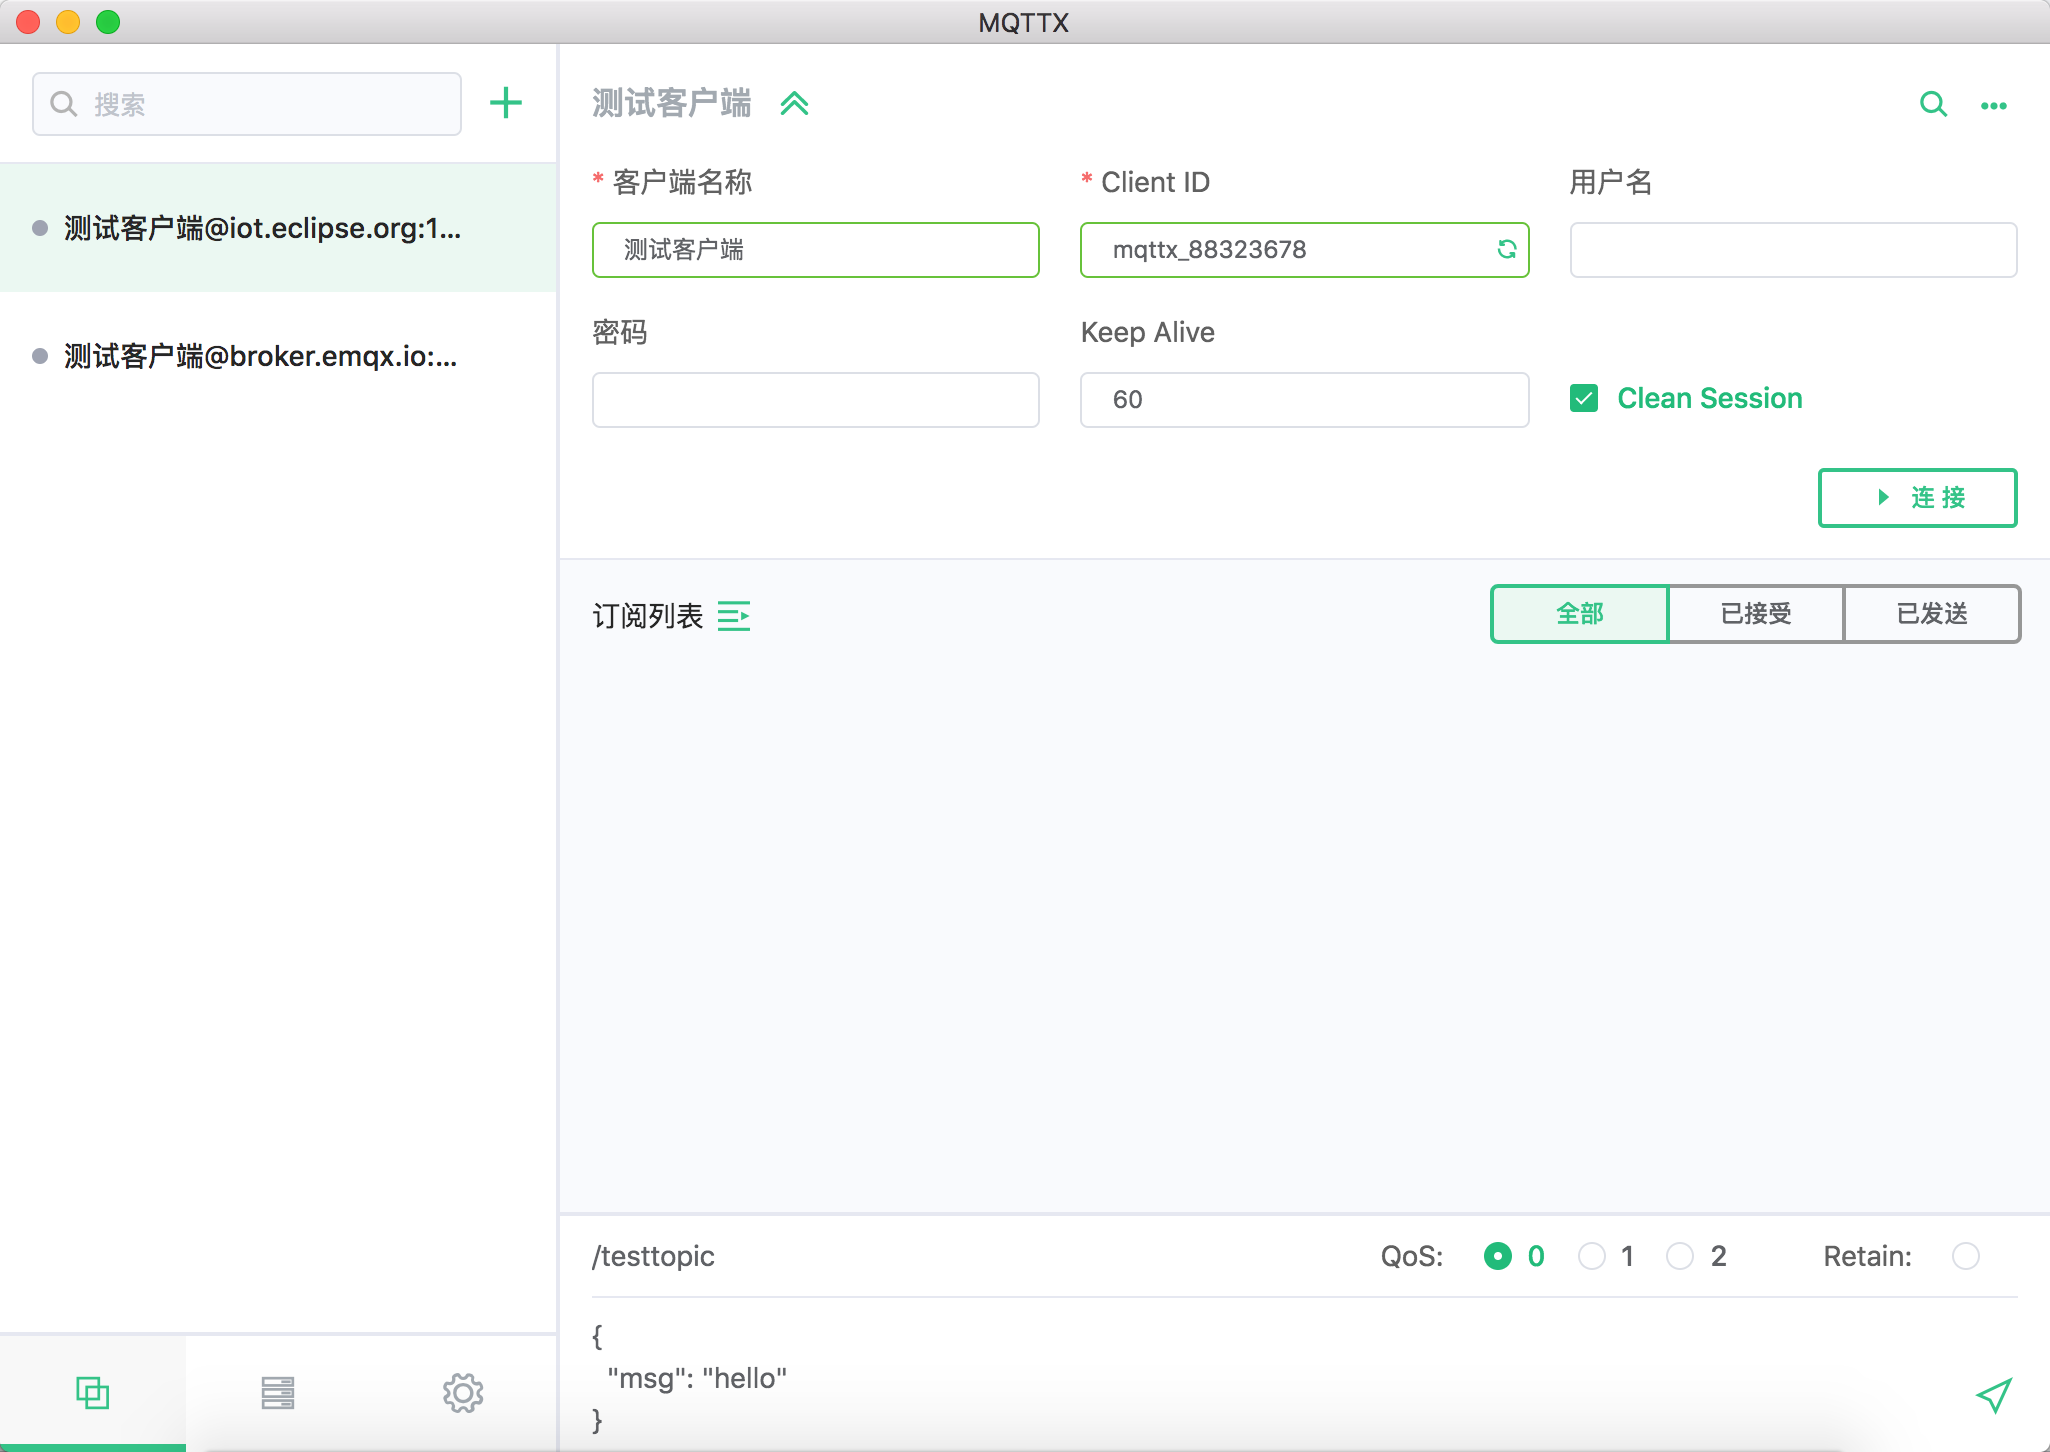 MQTTX
搜索
测试客户端@iot.eclipse.org:1...
测试客户端@broker.emqx.io:...
测试客户端
* 客户端名称
* Client ID
用户名
测试客户端
mqttx_88323678
密码
Keep Alive
60
Clean Session
连 接
订阅列表
全部
已接受
已发送
/testtopic
QoS:
0
1
2
Retain:
{
"msg": "hello"
}